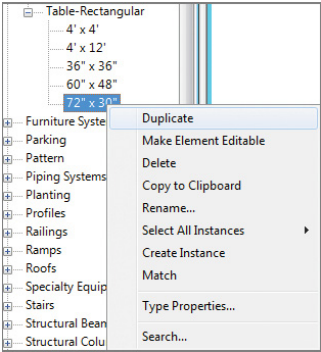 Table-Rectangular
4' x 4'
4' x 12'
36" x 36"
60" x 48"
72" x 30"
Furniture Syste
Parking
Pattern
Piping Systems
Planting
Profiles
Railings
Ramps
Roofs
Specialty Equip
Stairs
Structural Bean
Structural Colu
Duplicate
Make Element Editable
Delete
Copy to Clipboard
Rename...
Select All Instances
Create Instance
Match
Type Properties...
Search...